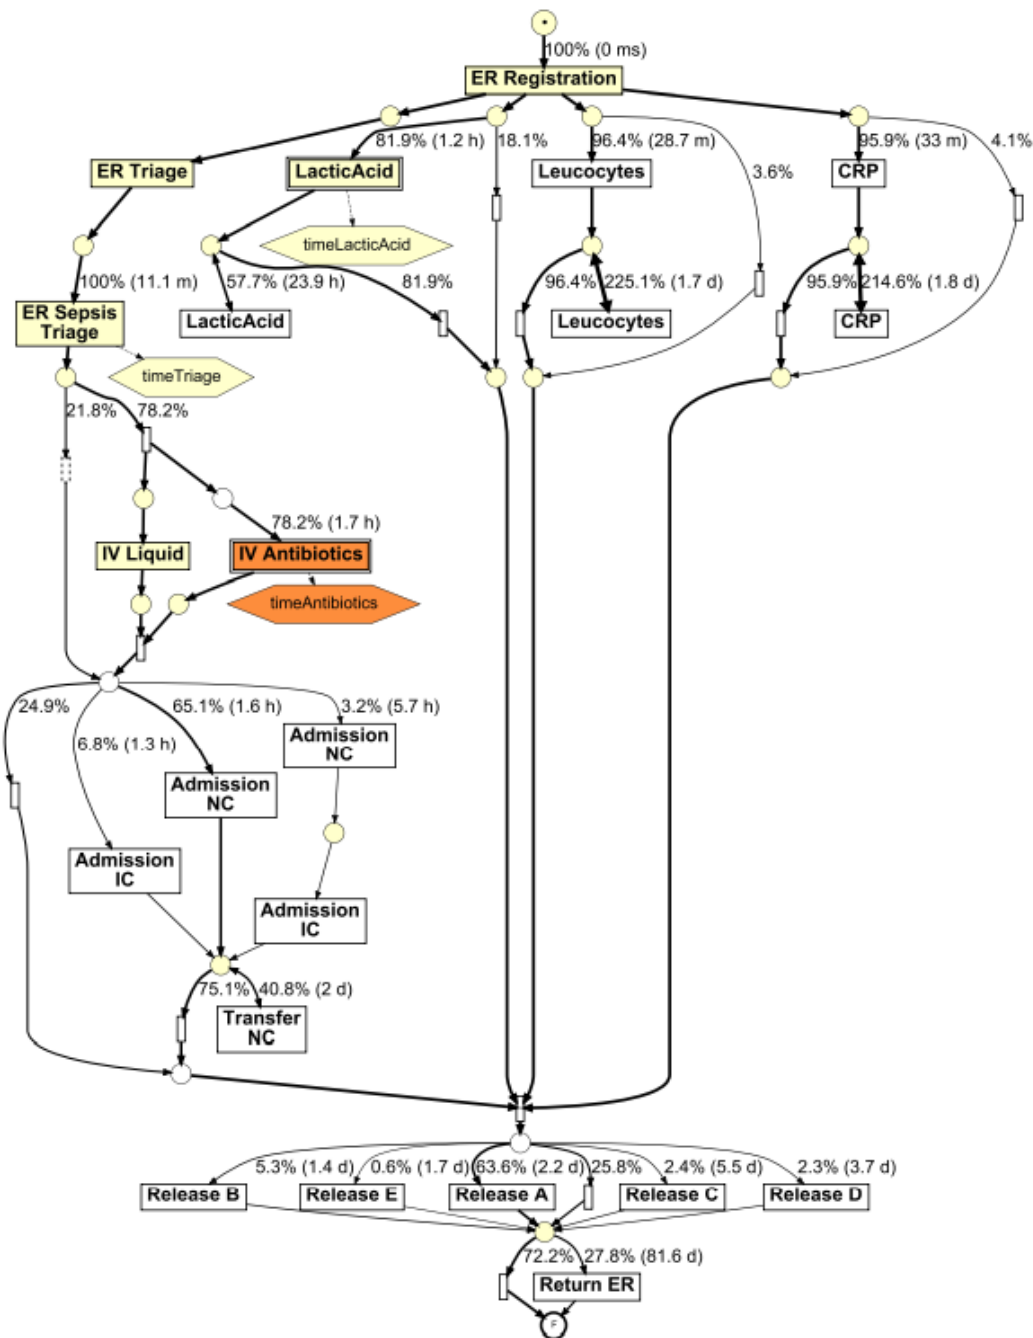 100% (0 ms)
ER Registration
81.9% (1.2 h)
18.1%
96.4% (28.7 m)
95.9% (33 m)
4.1%
ER Triage
LacticAcid
Leucocytes
3.6%
CRP
timeLacticAcid
100% (11.1 m)
57.7% (23.9 h)
81.9%
96.4%
225.1% (1.7 d)
95.9%
214.6% (1.8 d)
ER Sepsis
Triage
LacticAcid
Leucocytes
CRP
timeTriage
21.8%
78.2%
78.2% (1.7 h)
IV Liquid
IV Antibiotics
timeAntibiotics
24.9%
65.1% (1.6 h)
3.2% (5.7 h)
6.8% (1.3 h)
Admission
NC
Admission
NC
Admission
IC
Admission
IC
75.1%
40.8% (2 d)
Transfer
NC
5.3% (1.4 d)
0.6% (1.7 d)
63.6% (2.2 d)
25.8%
2.4% (5.5 d)
2.3% (3.7 d)
Release B
Release E
Release A
Release C
Release D
72.2%
27.8% (81.6 d)
Return ER
F